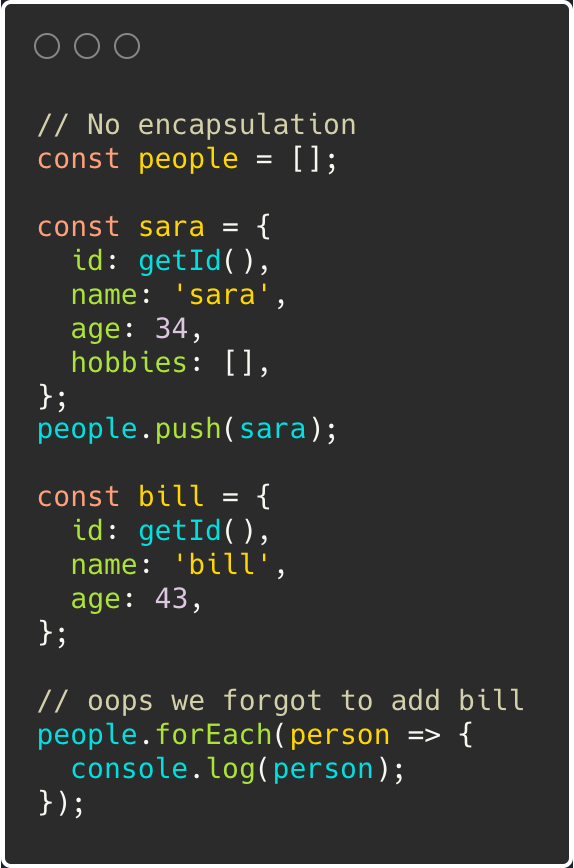 // No encapsulation
const people = [];

const sara = {
  id: getId(),
  name: 'sara',
  age: 34,
  hobbies: [],
};
people.push(sara);

const bill = {
  id: getId(),
  name: 'bill',
  age: 43,
};

// oops we forgot to add bill
people.forEach(person => {
  console.log(person);
});